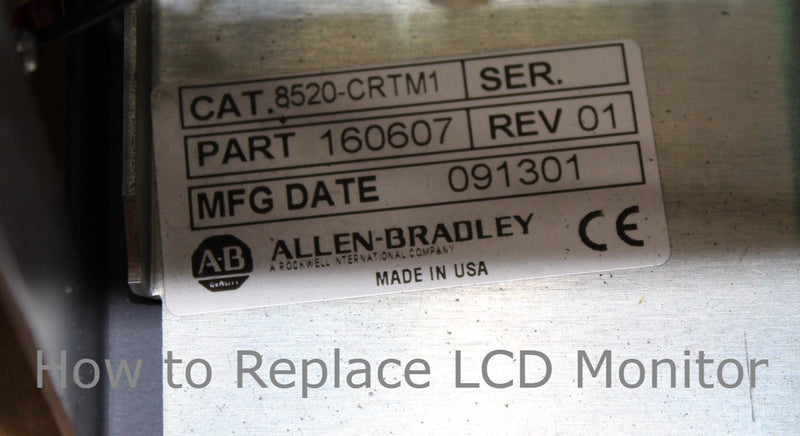 CAT. 8520-CRTM1 SER.
PART 160607 REV 01
MFG DATE 091301
A-B
QUALITY
ALLEN-BRADLEY
A ROCKWELL INTERNATIONAL COMPANY
MADE IN USA
CE
How to Replace LCD Monitor